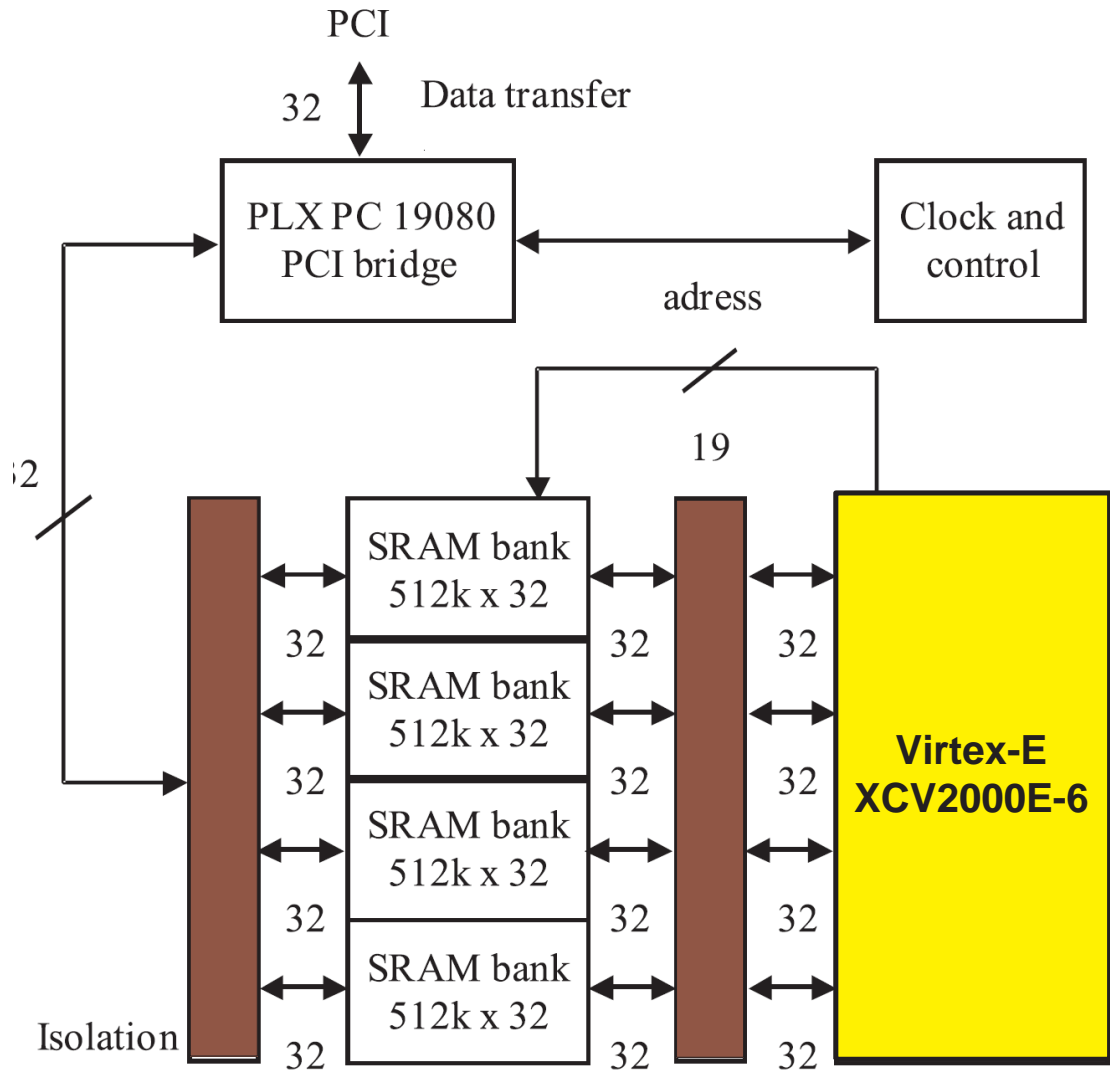 PCI
32
Data transfer
PLX PC 19080
PCI bridge
Clock and
control
adress
19
32
SRAM bank
512k x 32
32
32
32
SRAM bank
512k x 32
32
32
32
Virtex-E
XCV2000E-6
SRAM bank
512k x 32
32
32
32
SRAM bank
512k x 32
32
32
32
Isolation